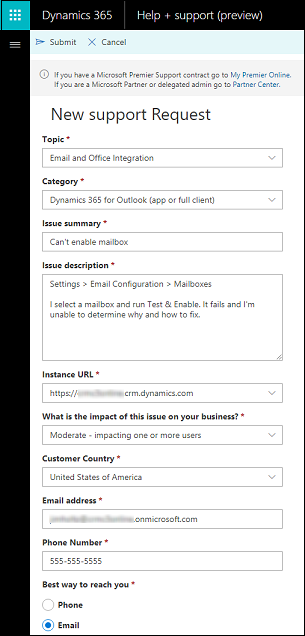 Dynamics 365 Help + support (preview)
Submit Cancel
If you have a Microsoft Premier Support contract go to My Premier Online.
If you are a Microsoft Partner or delegated admin go to Partner Center.
New support Request
Topic *
Email and Office Integration
Category *
Dynamics 365 for Outlook (app or full client)
Issue summary *
Can't enable mailbox
Issue description *
Settings > Email Configuration > Mailboxes
I select a mailbox and run Test & Enable. It fails and I'm
unable to determine why and how to fix.
Instance URL *
https:// .crm.dynamics.com
What is the impact of this issue on your business? *
Moderate - impacting one or more users
Customer Country *
United States of America
Email address *
.onmicrosoft.com
Phone Number *
555-555-5555
Best way to reach you *
Phone
Email